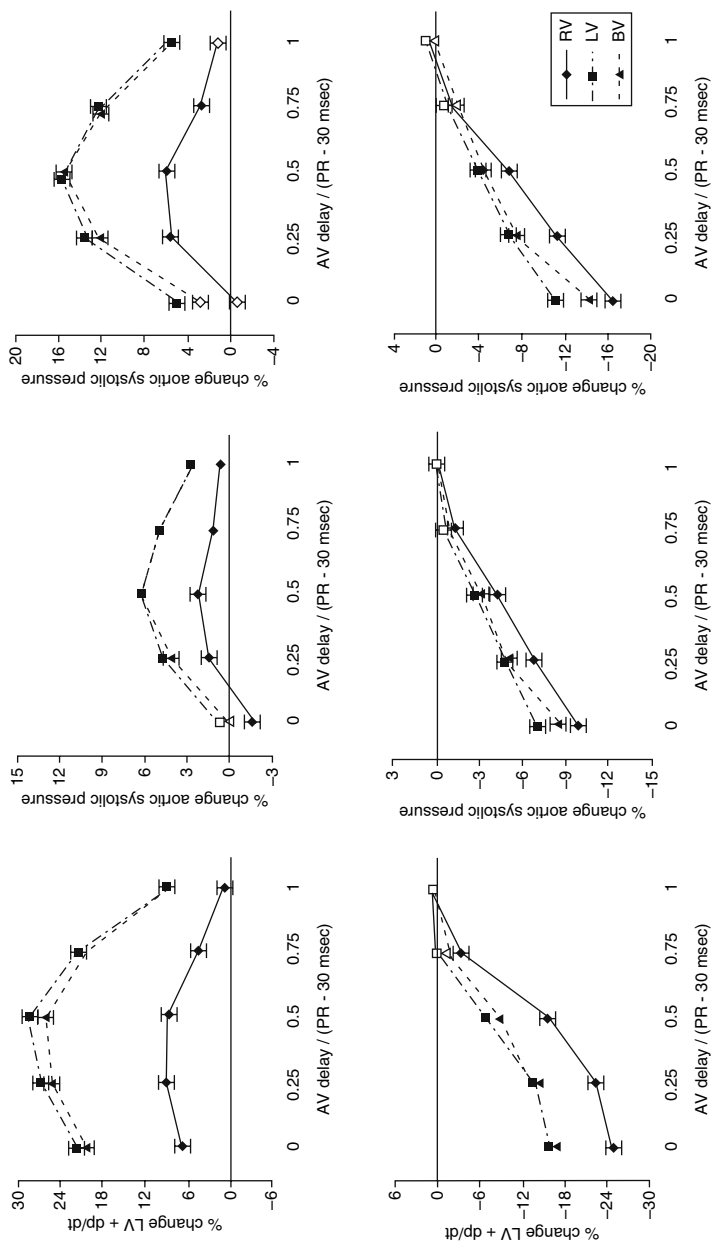 % change LV + dp/dt
30
24
18
12
6
0
-6
0 0.25 0.5 0.75 1
AV delay / (PR - 30 msec)
% change aortic systolic pressure
15
12
9
6
3
0
-3
0 0.25 0.5 0.75 1
AV delay / (PR - 30 msec)
% change aortic systolic pressure
20
16
12
8
4
0
-4
0 0.25 0.5 0.75 1
AV delay / (PR - 30 msec)
% change LV + dp/dt
6
0
-6
-12
-18
-24
-30
0 0.25 0.5 0.75 1
AV delay / (PR - 30 msec)
% change aortic systolic pressure
3
0
-3
-6
-9
-12
-15
0 0.25 0.5 0.75 1
AV delay / (PR - 30 msec)
% change aortic systolic pressure
4
0
-4
-8
-12
-16
-20
0 0.25 0.5 0.75 1
AV delay / (PR - 30 msec)
RV
LV
BV